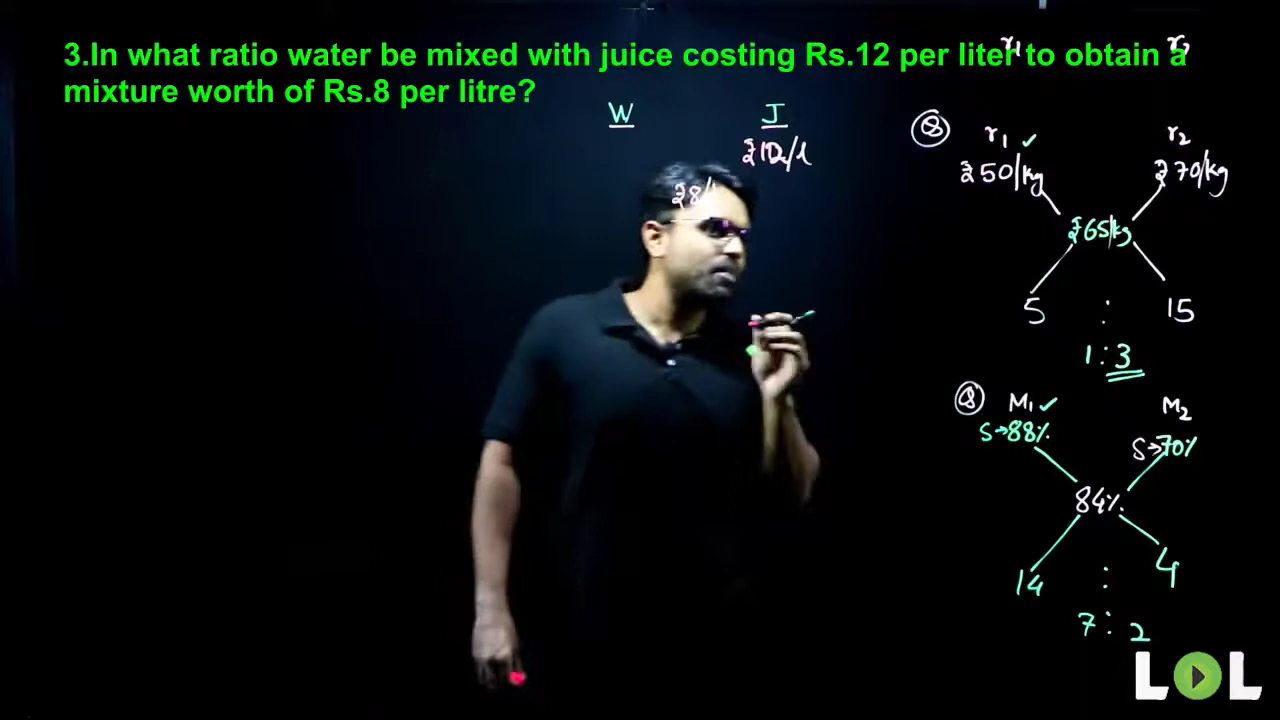 3.In what ratio water be mixed with juice costing Rs.12 per liter to obtain a
mixture worth of Rs.8 per litre?
r1 r2
W J
₹12/l
₹8/
Q r1 ✓ r2
₹50/kg ₹70/kg
₹65/kg
5 : 15
1:3
Q M1 ✓ M2
S→88% S→70%
84%
14 : 4
7:2
LOL